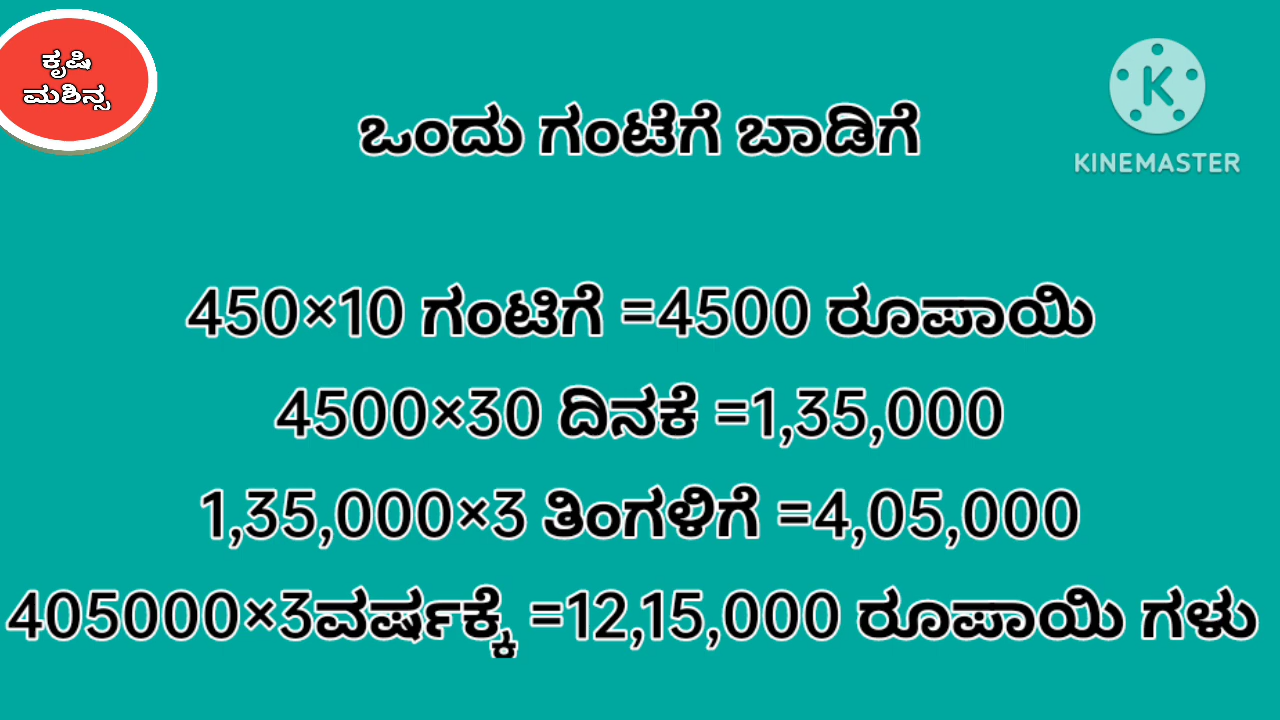 ಕೃಷಿ
ಮಶಿನ್ಸ
KINEMASTER
ಒಂದು ಗಂಟೆಗೆ ಬಾಡಿಗೆ
450×10 ಗಂಟಿಗೆ =4500 ರೂಪಾಯಿ
4500×30 ದಿನಕೆ =1,35,000
1,35,000×3 ತಿಂಗಳಿಗೆ =4,05,000
405000×3ವರ್ಷಕ್ಕೆ =12,15,000 ರೂಪಾಯಿ ಗಳು